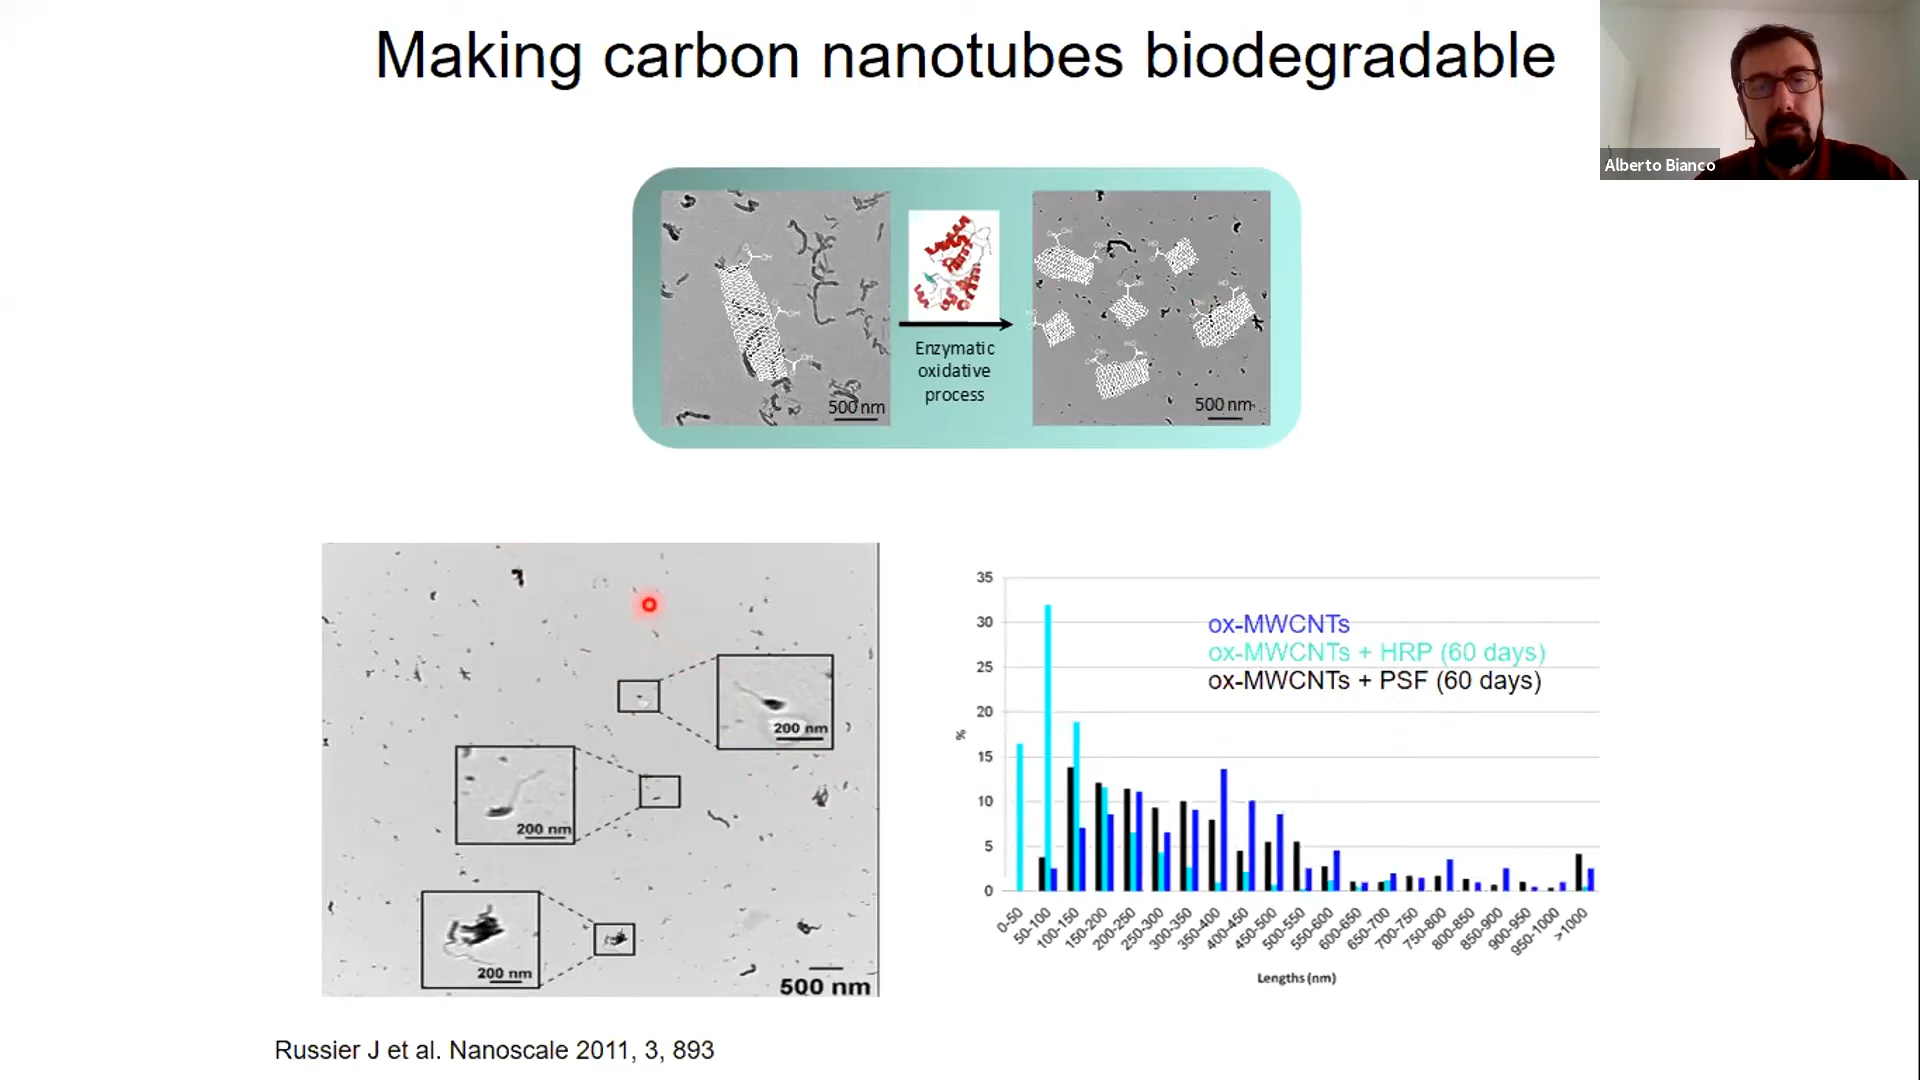 Making carbon nanotubes biodegradable
Alberto Bianco
Enzymatic
oxidative
process
500 nm
500 nm
200 nm
200 nm
200 nm
500 nm
35
30
25
20
15
10
5
0
%
ox-MWCNTs
ox-MWCNTs + HRP (60 days)
ox-MWCNTs + PSF (60 days)
0-50
50-100
100-150
150-200
200-250
250-300
300-350
350-400
400-450
450-500
500-550
550-600
600-650
650-700
700-750
750-800
800-850
850-900
900-950
950-1000
>1000
Lengths (nm)
Russier J et al. Nanoscale 2011, 3, 893